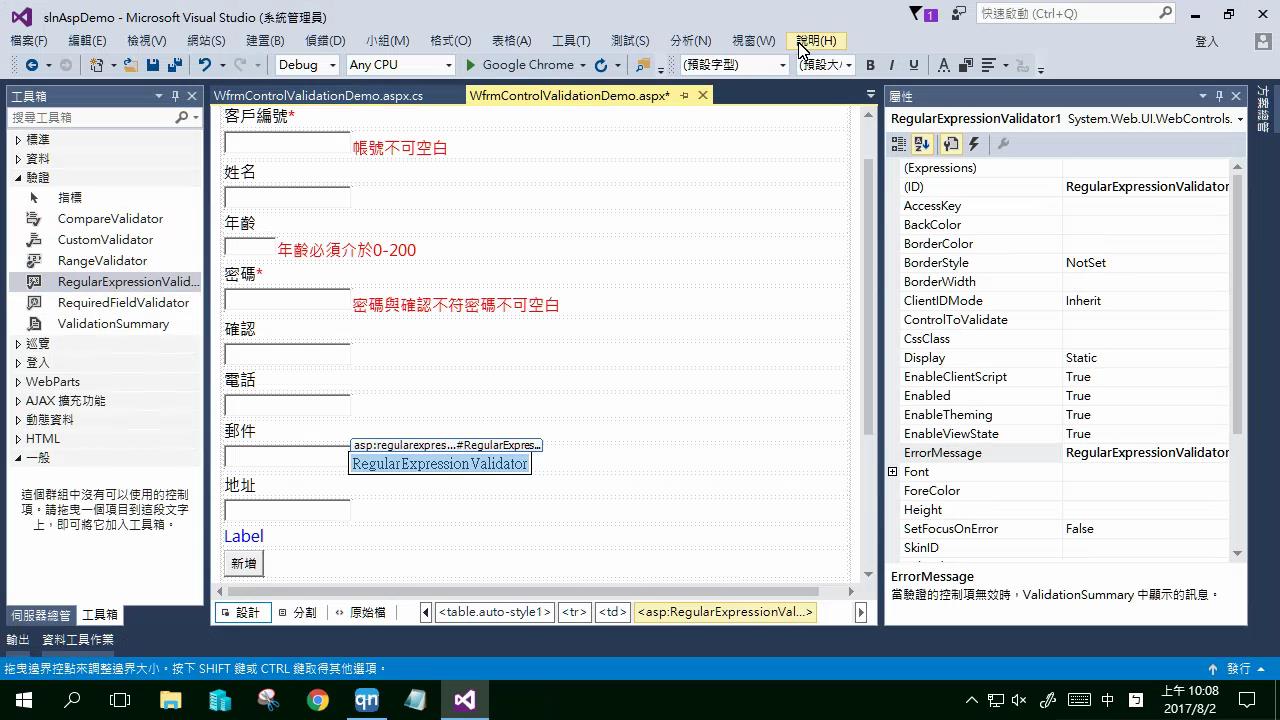 slnAspDemo - Microsoft Visual Studio (系統管理員)
1
快速啟動 (Ctrl+Q)
檔案(F) 編輯(E) 檢視(V) 網站(S) 建置(B) 偵錯(D) 小組(M) 格式(O) 表格(A) 工具(T) 測試(S) 分析(N) 視窗(W) 說明(H)
登入
Debug Any CPU Google Chrome (預設字型) (預設大 B I U A
工具箱
搜尋工具箱
標準
資料
驗證
指標
CompareValidator
CustomValidator
RangeValidator
RegularExpressionValid...
RequiredFieldValidator
ValidationSummary
巡覽
登入
WebParts
AJAX 擴充功能
動態資料
HTML
一般
這個群組中沒有可以使用的控制
項。請拖曳一個項目到這段文字
上，即可將它加入工具箱。
伺服器總管 工具箱
WfrmControlValidationDemo.aspx.cs WfrmControlValidationDemo.aspx*
客戶編號*
帳號不可空白
姓名
年齡
年齡必須介於0-200
密碼*
密碼與確認不符密碼不可空白
確認
電話
郵件
asp:regularexpres...#RegularExpres...
RegularExpressionValidator
地址
Label
新增
設計 分割 原始檔 <table.auto-style1> <tr> <td> <asp:RegularExpressionVal...>
屬性
RegularExpressionValidator1 System.Web.UI.WebControls.
(Expressions)
(ID) RegularExpressionValidator
AccessKey
BackColor
BorderColor
BorderStyle NotSet
BorderWidth
ClientIDMode Inherit
ControlToValidate
CssClass
Display Static
EnableClientScript True
Enabled True
EnableTheming True
EnableViewState True
ErrorMessage RegularExpressionValidator
Font
ForeColor
Height
SetFocusOnError False
SkinID
ErrorMessage
當驗證的控制項無效時，ValidationSummary 中顯示的訊息。
方案總管
輸出 資料工具作業
拖曳邊界控點來調整邊界大小。按下 SHIFT 鍵或 CTRL 鍵取得其他選項。
發行
qn
中
上午 10:08
2017/8/2